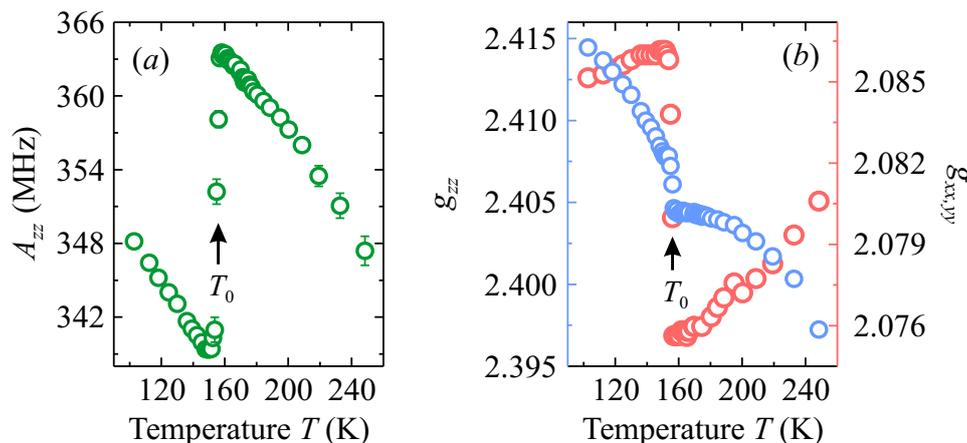 (a)
364
360
354
348
342
120 160 200 240
Temperature T (K)
A_zz (MHz)
T_0
(b)
2.415
2.410
2.405
2.400
2.395
g_zz
120 160 200 240
Temperature T (K)
T_0
2.085
2.082
2.079
2.076
g_xx,yy